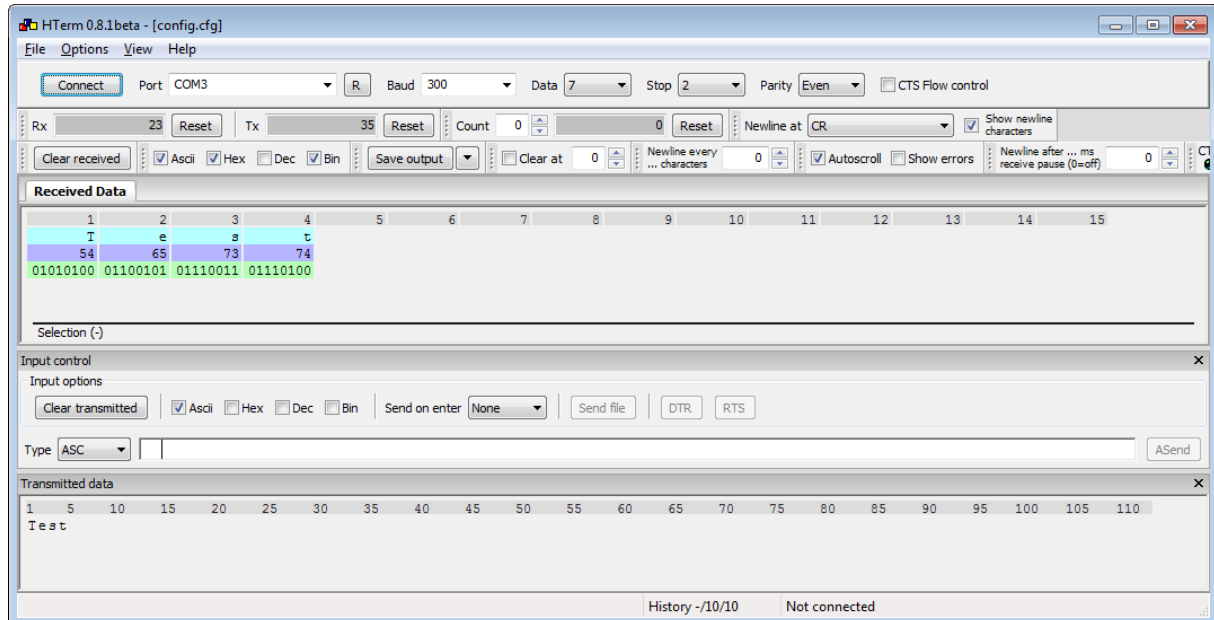 HTerm 0.8.1beta - [config.cfg]
File Options View Help
Connect Port COM3 R Baud 300 Data 7 Stop 2 Parity Even CTS Flow control
Rx 23 Reset Tx 35 Reset Count 0 0 Reset Newline at CR Show newline characters
Clear received Ascii Hex Dec Bin Save output Clear at 0 Newline every ... characters 0 Autoscroll Show errors Newline after ... ms receive pause (0=off) 0
Received Data
1 2 3 4 5 6 7 8 9 10 11 12 13 14 15
T e s t
54 65 73 74
01010100 01100101 01110011 01110100
Selection (-)
Input control
Input options
Clear transmitted Ascii Hex Dec Bin Send on enter None Send file DTR RTS
Type ASC ASend
Transmitted data
1 5 10 15 20 25 30 35 40 45 50 55 60 65 70 75 80 85 90 95 100 105 110
Test
History -/10/10 Not connected